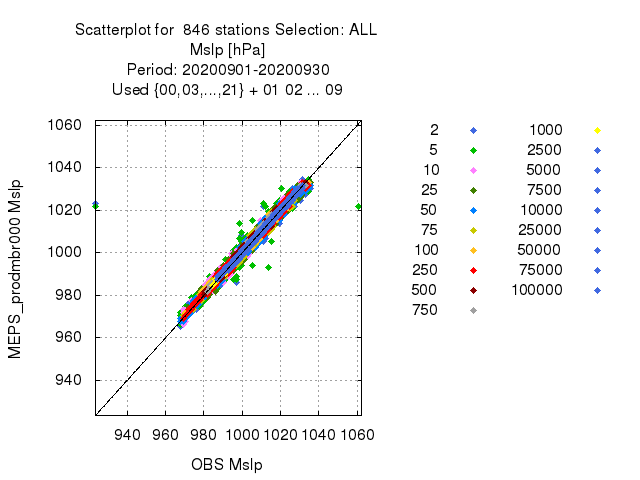 Scatterplot for 846 stations Selection: ALL
Mslp [hPa]
Period: 20200901-20200930
Used {00,03,...,21} + 01 02 ... 09
MEPS_prodmbr000 Mslp
1060
1040
1020
1000
980
960
940
940 960 980 1000 1020 1040 1060
OBS Mslp
2 1000
5 2500
10 5000
25 7500
50 10000
75 25000
100 50000
250 75000
500 100000
750